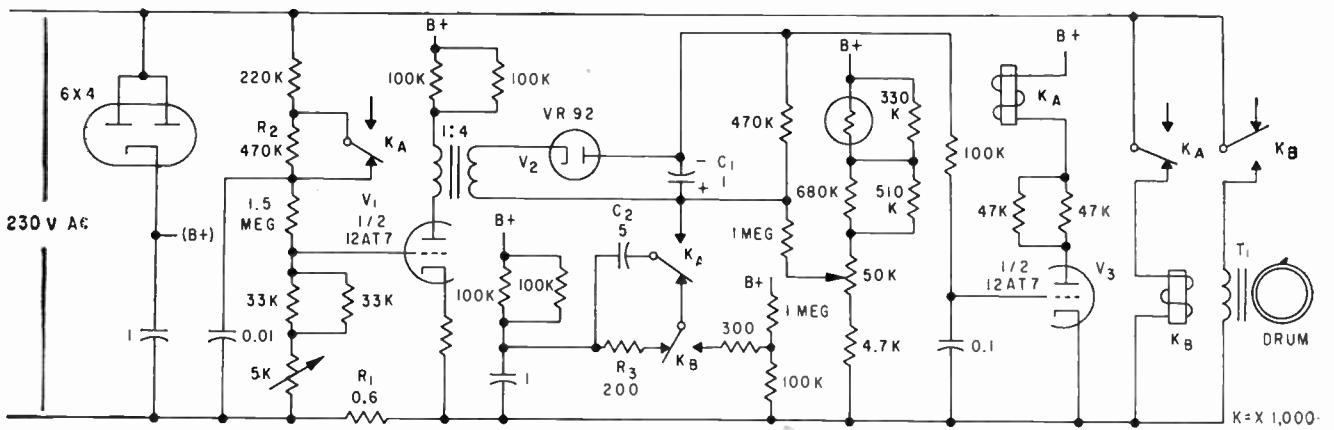 230 V AC
6X4
(B+)
1
220K
R2
470K
1.5
MEG
33K
33K
5K
0.01
R1
0.6
KA
B+
100K
100K
1:4
V1
1/2
12AT7
VR 92
V2
B+
100K
100K
1
C2
5
R3
200
KA
KB
300
- C1
+ 1
470K
1 MEG
B+
1 MEG
100K
B+
330
K
680K
510
K
50K
4.7K
100K
0.1
B+
KA
47K
47K
1/2
12AT7
V3
KA
KB
KB
T1
DRUM
K=X 1,000